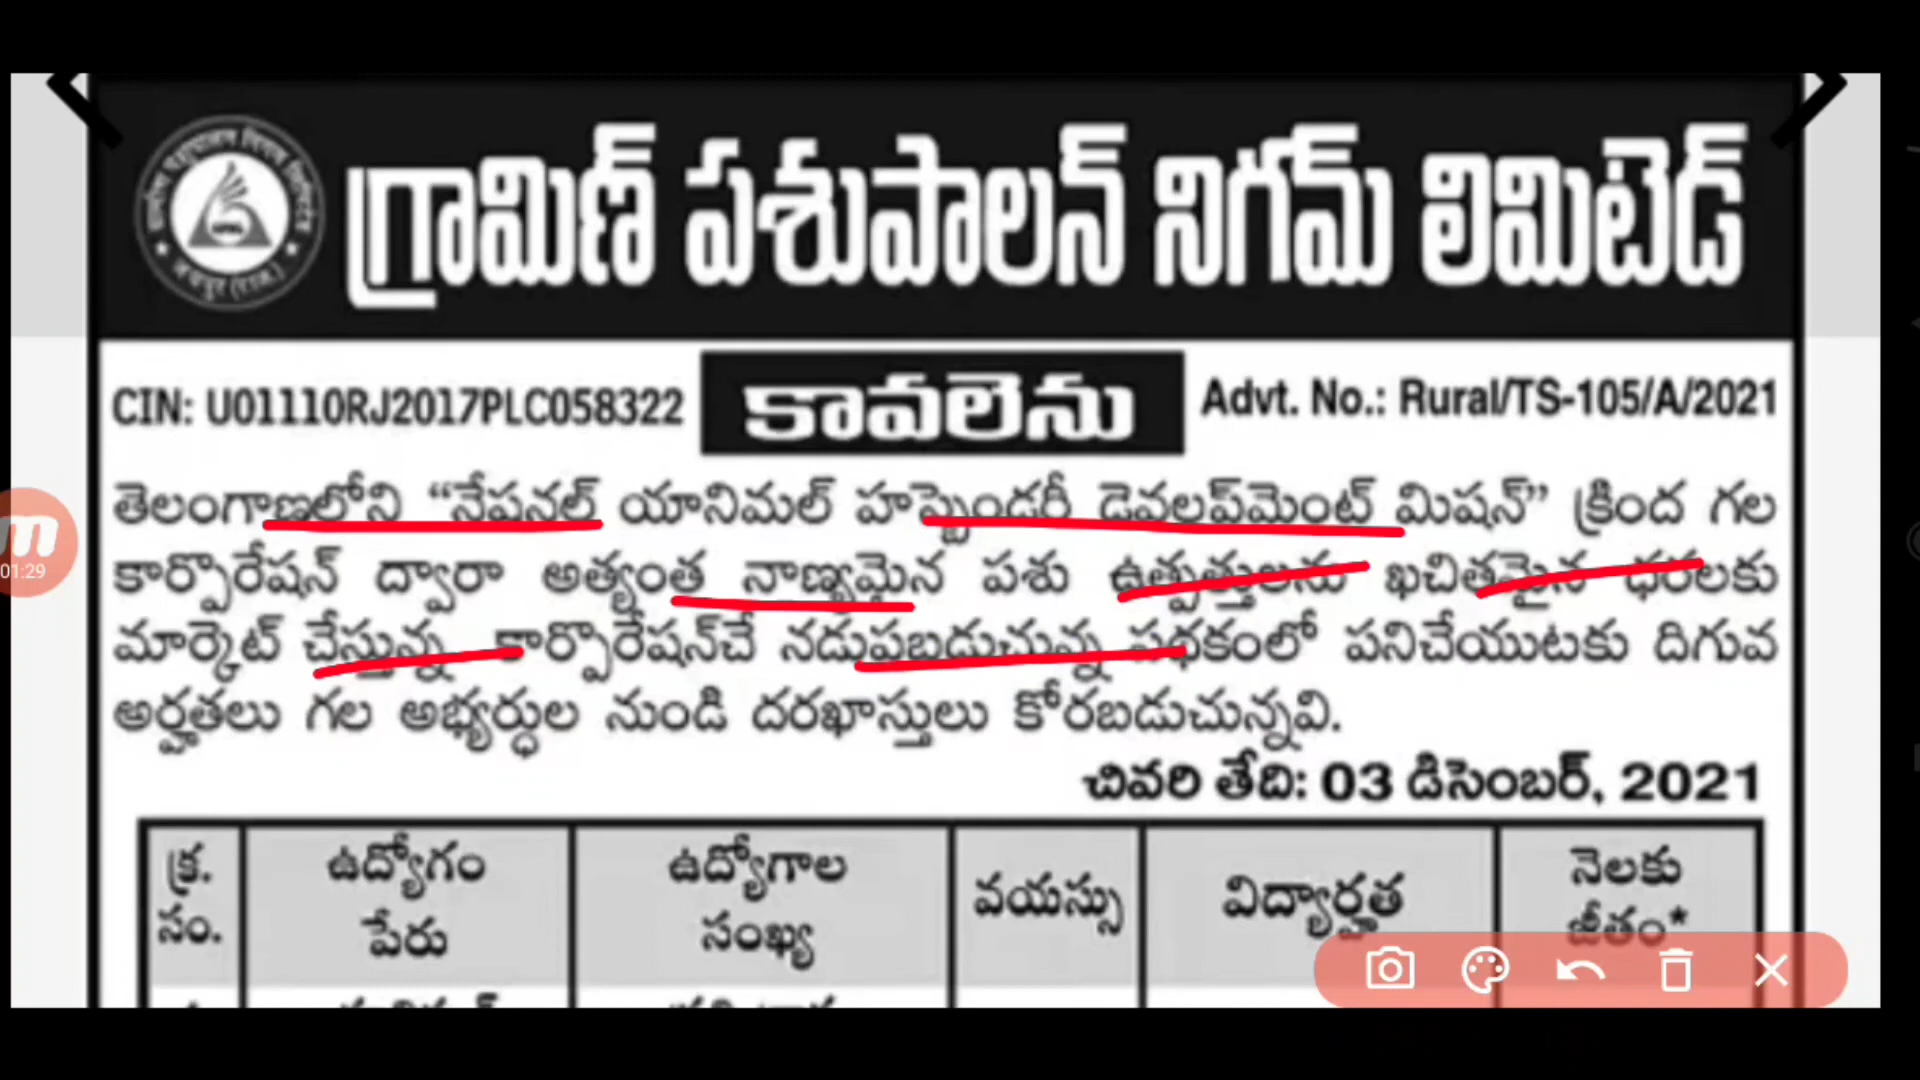 గ్రామిణ్ పశుపాలన్ నిగమ్ లిమిటెడ్
CIN: U01110RJ2017PLC058322
కావలెను
Advt. No.: Rural/TS-105/A/2021
తెలంగాణలోని “నేషనల్ యానిమల్ హస్బెండరీ డెవలప్‌మెంట్ మిషన్” క్రింద గల
కార్పొరేషన్ ద్వారా అత్యంత నాణ్యమైన పశు ఉత్పత్తులను ఖచితమైన ధరలకు
మార్కెట్ చేస్తున్న కార్పొరేషన్‌చే నడుపబడుచున్న పథకంలో పనిచేయుటకు దిగువ
అర్హతలు గల అభ్యర్థుల నుండి దరఖాస్తులు కోరబడుచున్నవి.
చివరి తేది: 03 డిసెంబర్, 2021
క్ర. సం.
ఉద్యోగం పేరు
ఉద్యోగాల సంఖ్య
వయస్సు
విద్యార్హత
నెలకు జీతం*
01:29